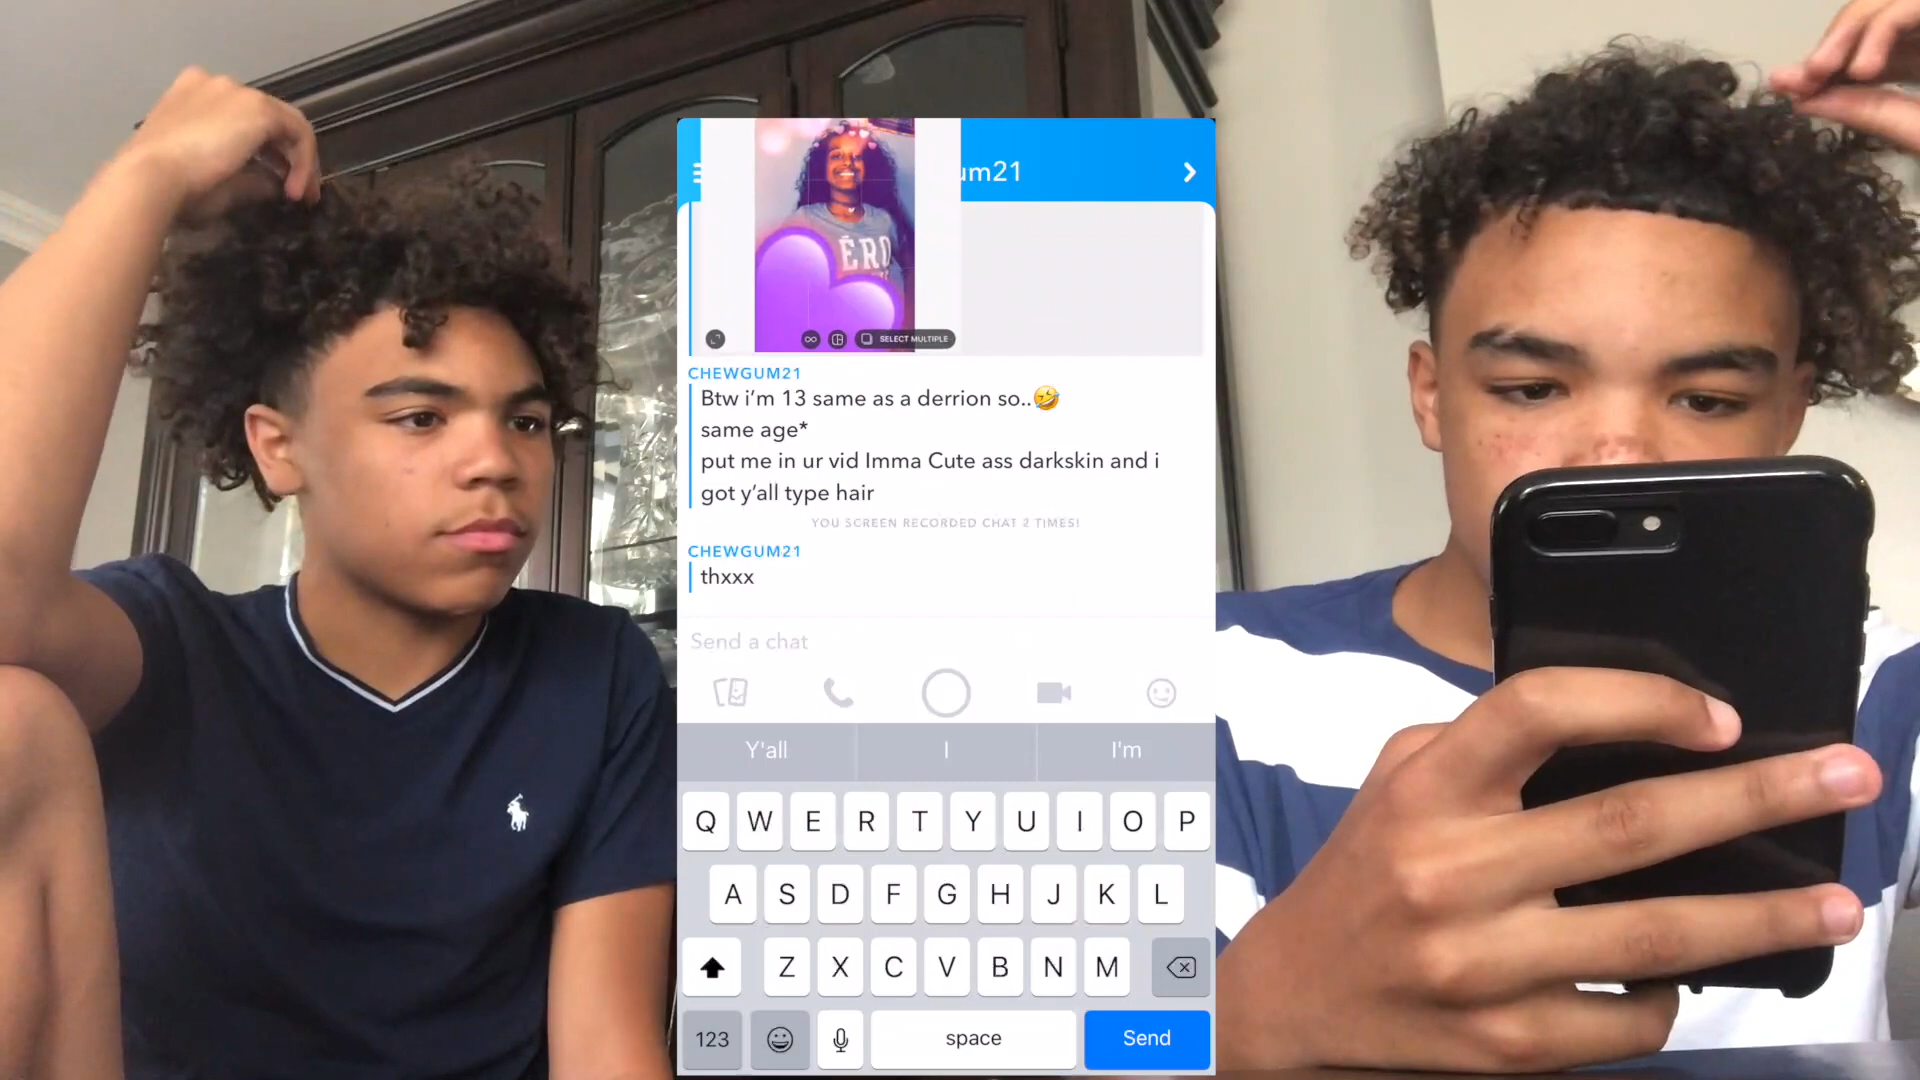 um21
ÉRO
SELECT MULTIPLE
CHEWGUM21
Btw i’m 13 same as a derrion so..🤣
same age*
put me in ur vid Imma Cute ass darkskin and i
got y’all type hair
YOU SCREEN RECORDED CHAT 2 TIMES!
CHEWGUM21
thxxx
Send a chat
Y'all I I'm
Q W E R T Y U I O P
A S D F G H J K L
Z X C V B N M
123 space Send